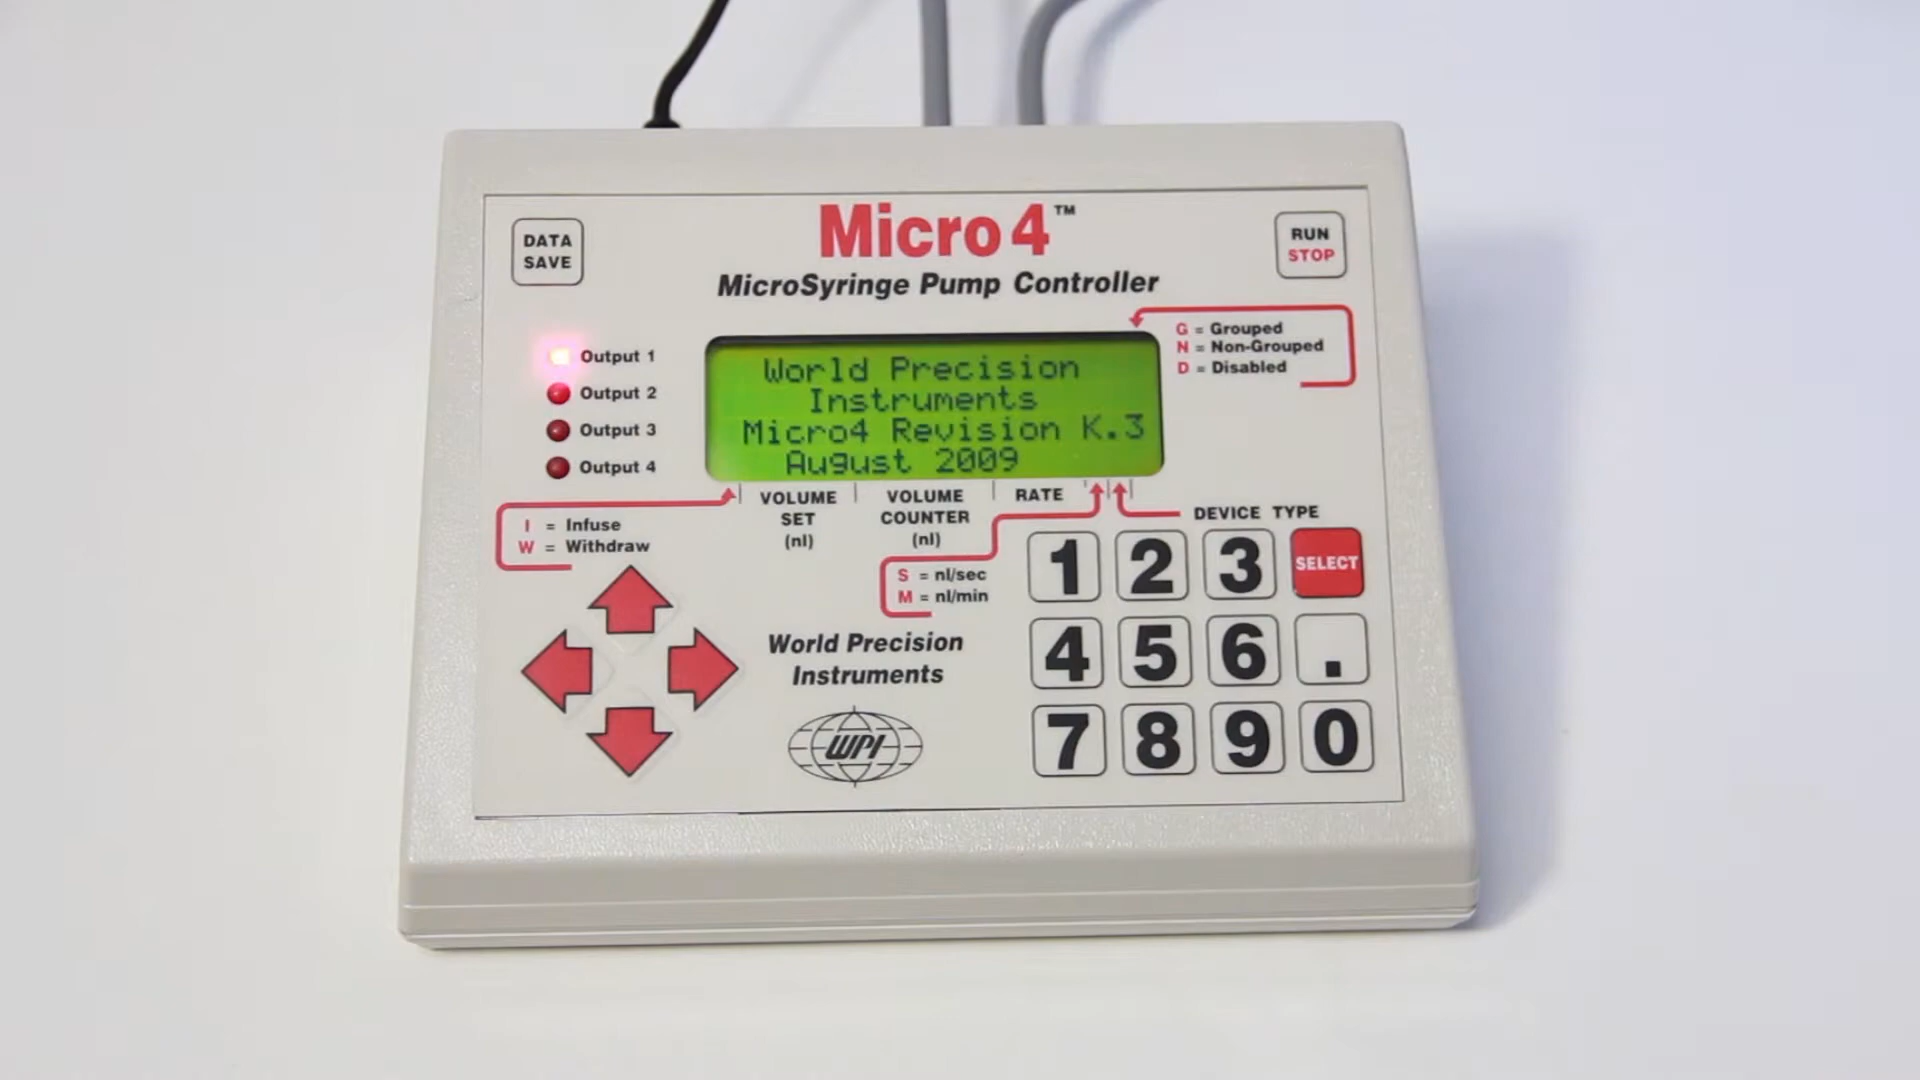 Micro4™
MicroSyringe Pump Controller
DATA
SAVE
RUN
STOP
G = Grouped
N = Non-Grouped
D = Disabled
Output 1
Output 2
Output 3
Output 4
World Precision
Instruments
Micro4 Revision K.3
August 2009
I = Infuse
W = Withdraw
VOLUME
SET
(nl)
VOLUME
COUNTER
(nl)
RATE
S = nl/sec
M = nl/min
DEVICE TYPE
1 2 3 SELECT
4 5 6 .
7 8 9 0
World Precision
Instruments
WPI